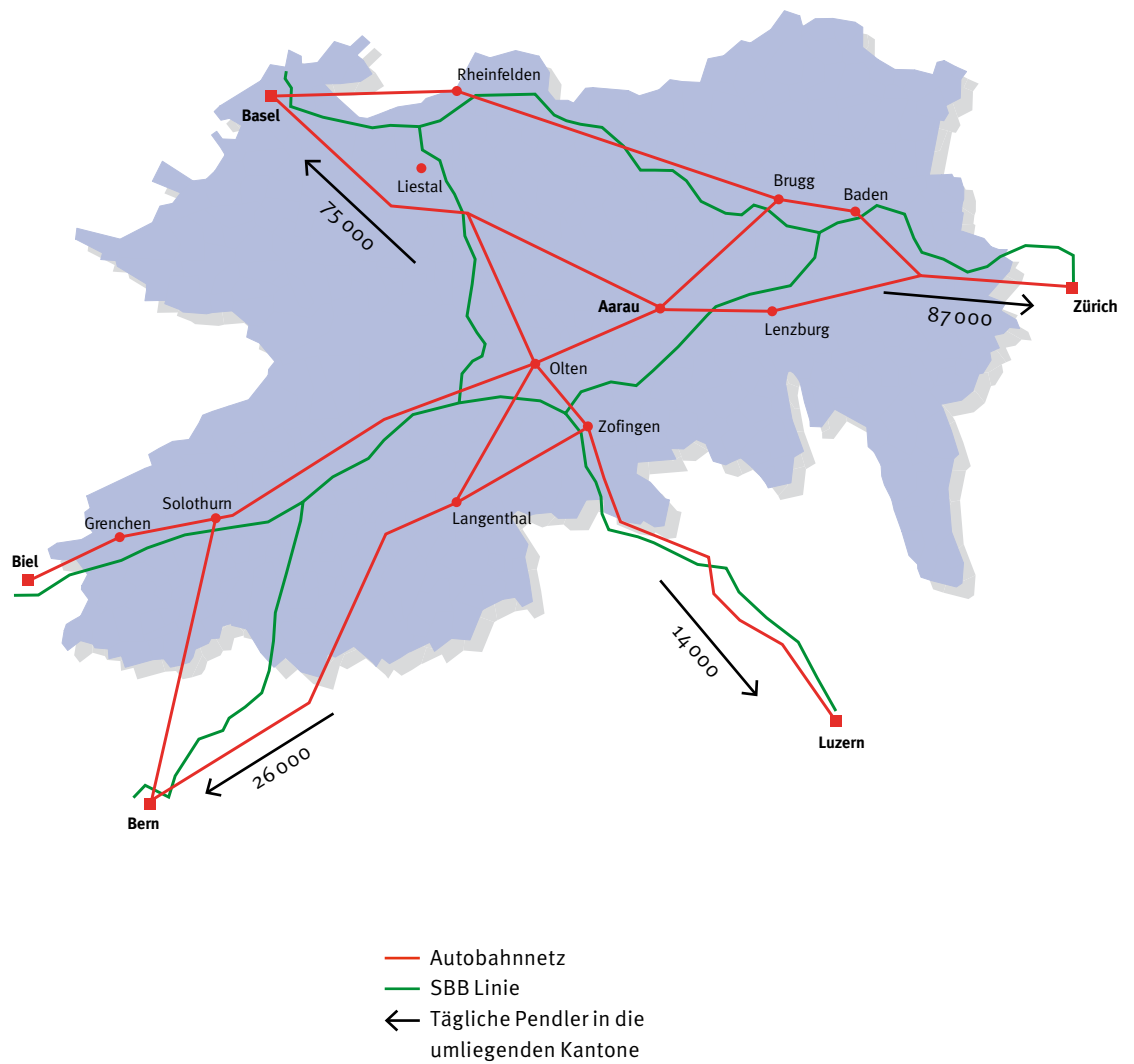 Rheinfelden
Basel
Liestal
Brugg
Baden
75 000
Aarau
Lenzburg
87 000
Zürich
Olten
Zofingen
Solothurn
Langenthal
Grenchen
Biel
14 000
Luzern
26 000
Bern
Autobahnnetz
SBB Linie
Tägliche Pendler in die
umliegenden Kantone